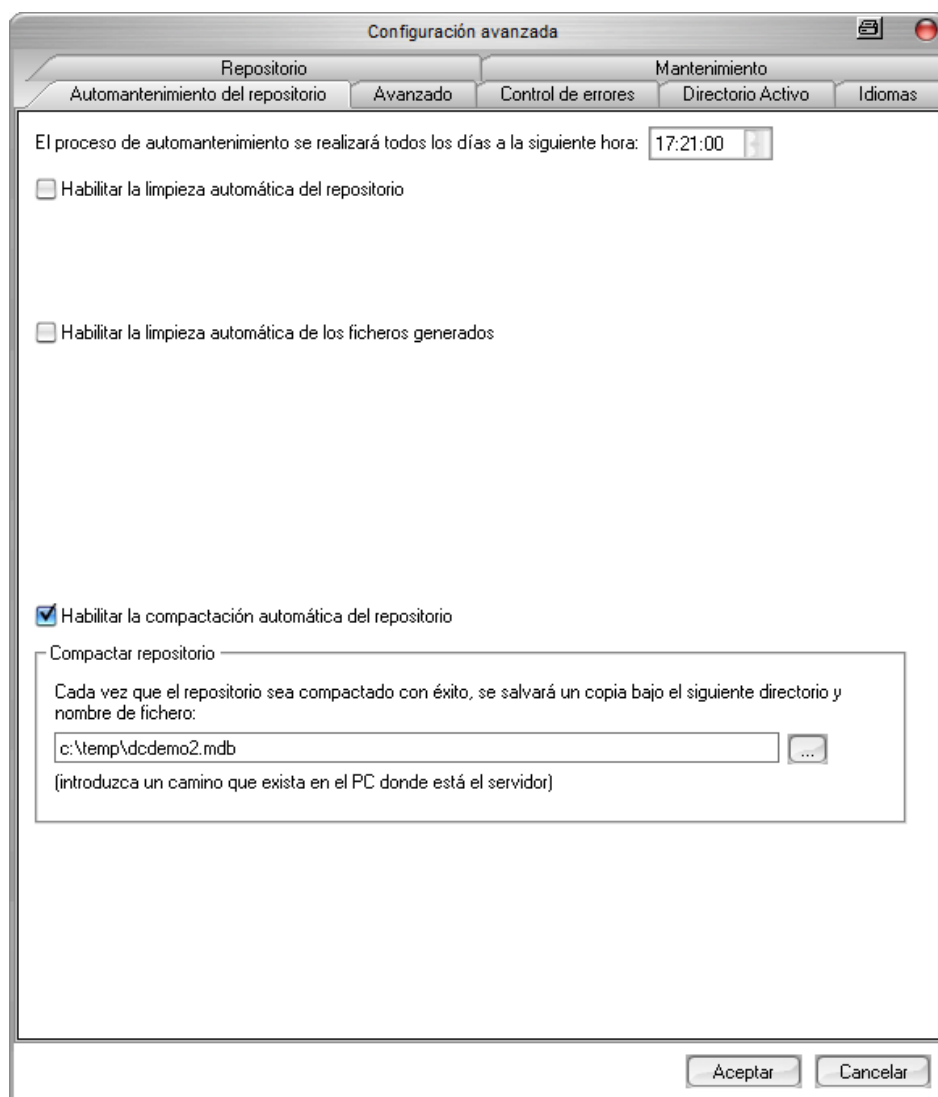 Configuración avanzada
Repositorio Mantenimiento
Automantenimiento del repositorio Avanzado Control de errores Directorio Activo Idiomas
El proceso de automantenimiento se realizará todos los días a la siguiente hora: 17:21:00
Habilitar la limpieza automática del repositorio
Habilitar la limpieza automática de los ficheros generados
Habilitar la compactación automática del repositorio
Compactar repositorio
Cada vez que el repositorio sea compactado con éxito, se salvará un copia bajo el siguiente directorio y
nombre de fichero:
c:\temp\dcdemo2.mdb ...
(introduzca un camino que exista en el PC donde está el servidor)
Aceptar Cancelar